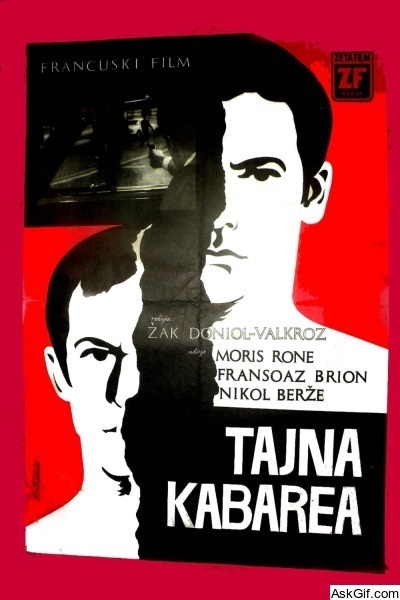 FRANCUSKI FILM
ZETA FILM
ZF
režija:
ŽAK DONIOL-VALKROZ
uloge:
MORIS RONE
FRANSOAZ BRION
NIKOL BERŽE
TAJNA
KABAREA
AskGif.com